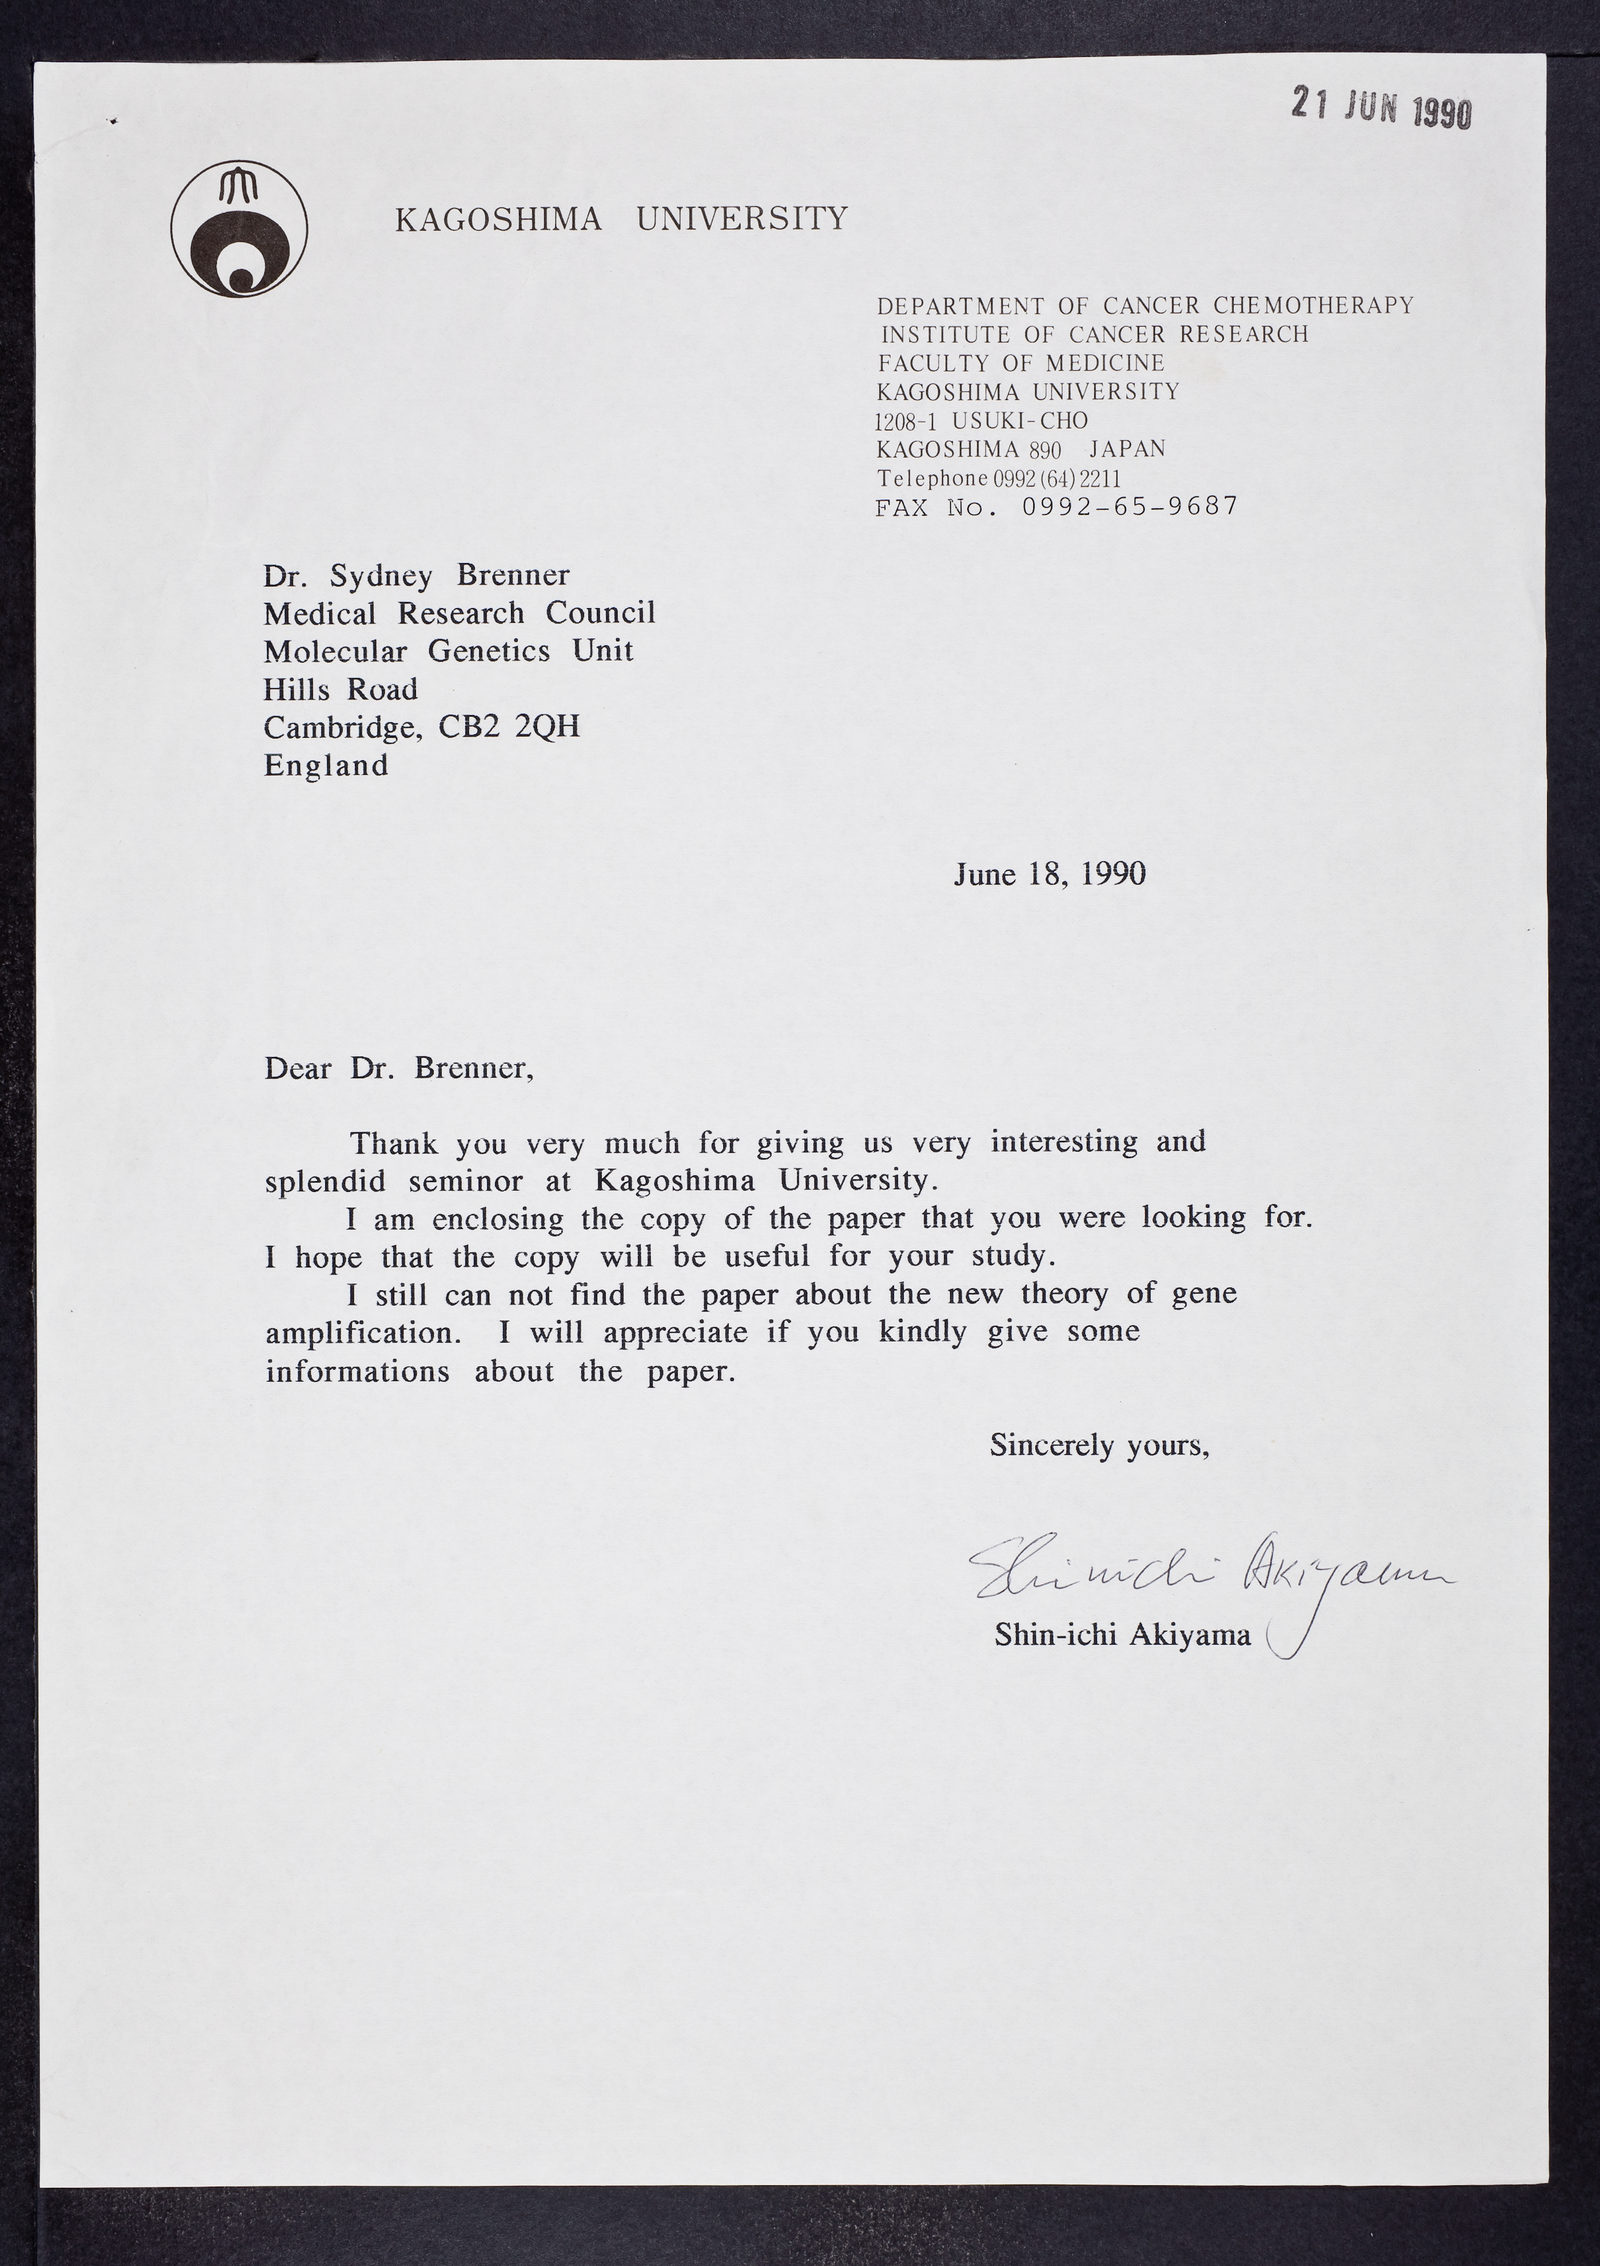 21 JUN 1990
KAGOSHIMA UNIVERSITY
DEPARTMENT OF CANCER CHEMOTHERAPY
INSTITUTE OF CANCER RESEARCH
FACULTY OF MEDICINE
KAGOSHIMA UNIVERSITY
1208-1 USUKI-CHO
KAGOSHIMA 890 JAPAN
Telephone 0992 (64) 2211
FAX No. 0992-65-9687
Dr. Sydney Brenner
Medical Research Council
Molecular Genetics Unit
Hills Road
Cambridge, CB2 2QH
England
June 18, 1990
Dear Dr. Brenner,
Thank you very much for giving us very interesting and
splendid seminor at Kagoshima University.
I am enclosing the copy of the paper that you were looking for.
I hope that the copy will be useful for your study.
I still can not find the paper about the new theory of gene
amplification. I will appreciate if you kindly give some
informations about the paper.
Sincerely yours,
Shinichi Akiyama
Shin-ichi Akiyama